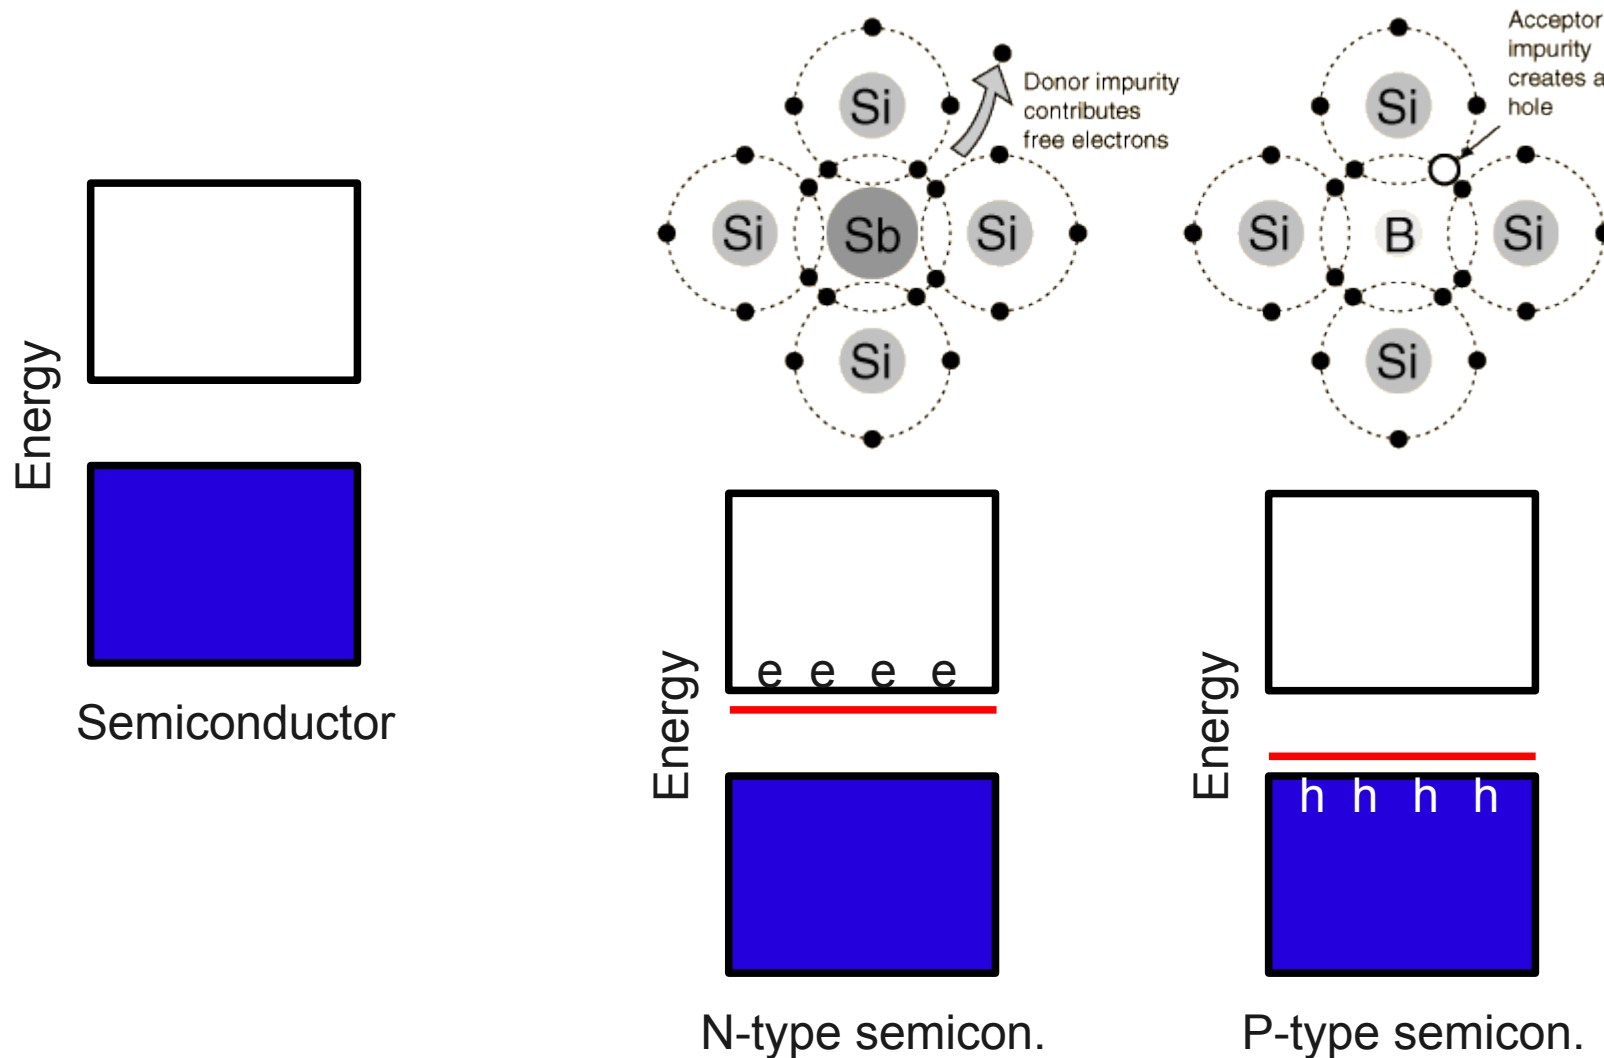 Energy
Semiconductor
Si
Donor impurity
contributes
free electrons
Si
Sb
Si
Si
Acceptor
impurity
creates a
hole
Si
Si
B
Si
Si
Energy
e e e e
N-type semicon.
Energy
h h h h
P-type semicon.